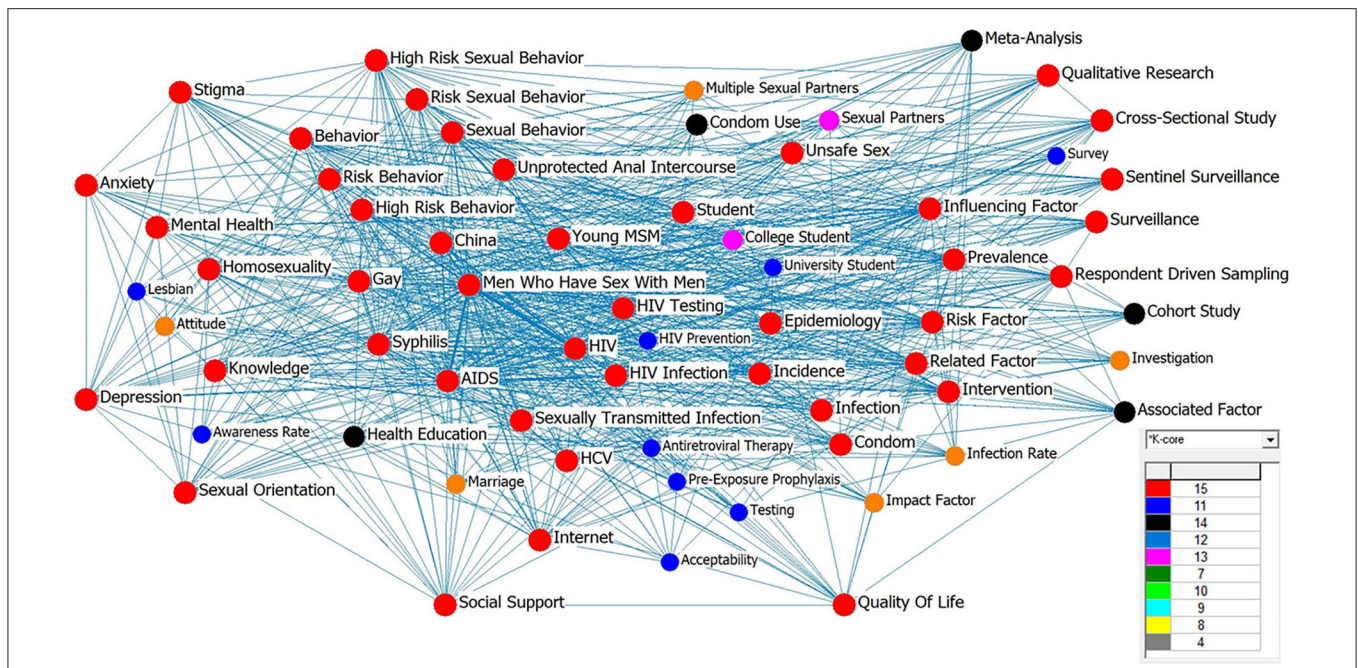 Meta-Analysis
High Risk Sexual Behavior
Qualitative Research
Stigma
Multiple Sexual Partners
Risk Sexual Behavior
Condom Use
Sexual Partners
Cross-Sectional Study
Behavior
Sexual Behavior
Unsafe Sex
Survey
Unprotected Anal Intercourse
Anxiety
Risk Behavior
Sentinel Surveillance
High Risk Behavior
Student
Influencing Factor
Surveillance
Mental Health
China
Young MSM
College Student
Prevalence
Homosexuality
Gay
University Student
Respondent Driven Sampling
Lesbian
Men Who Have Sex With Men
HIV Testing
Cohort Study
Attitude
Epidemiology
Risk Factor
Syphilis
HIV
HIV Prevention
Investigation
Knowledge
AIDS
HIV Infection
Incidence
Related Factor
Intervention
Depression
Sexually Transmitted Infection
Infection
Associated Factor
Awareness Rate
Health Education
Antiretroviral Therapy
Condom
Infection Rate
*K-core
HCV
Sexual Orientation
Marriage
Pre-Exposure Prophylaxis
Impact Factor
Testing
Internet
Acceptability
Social Support
Quality Of Life
15
11
14
12
13
7
10
9
8
4